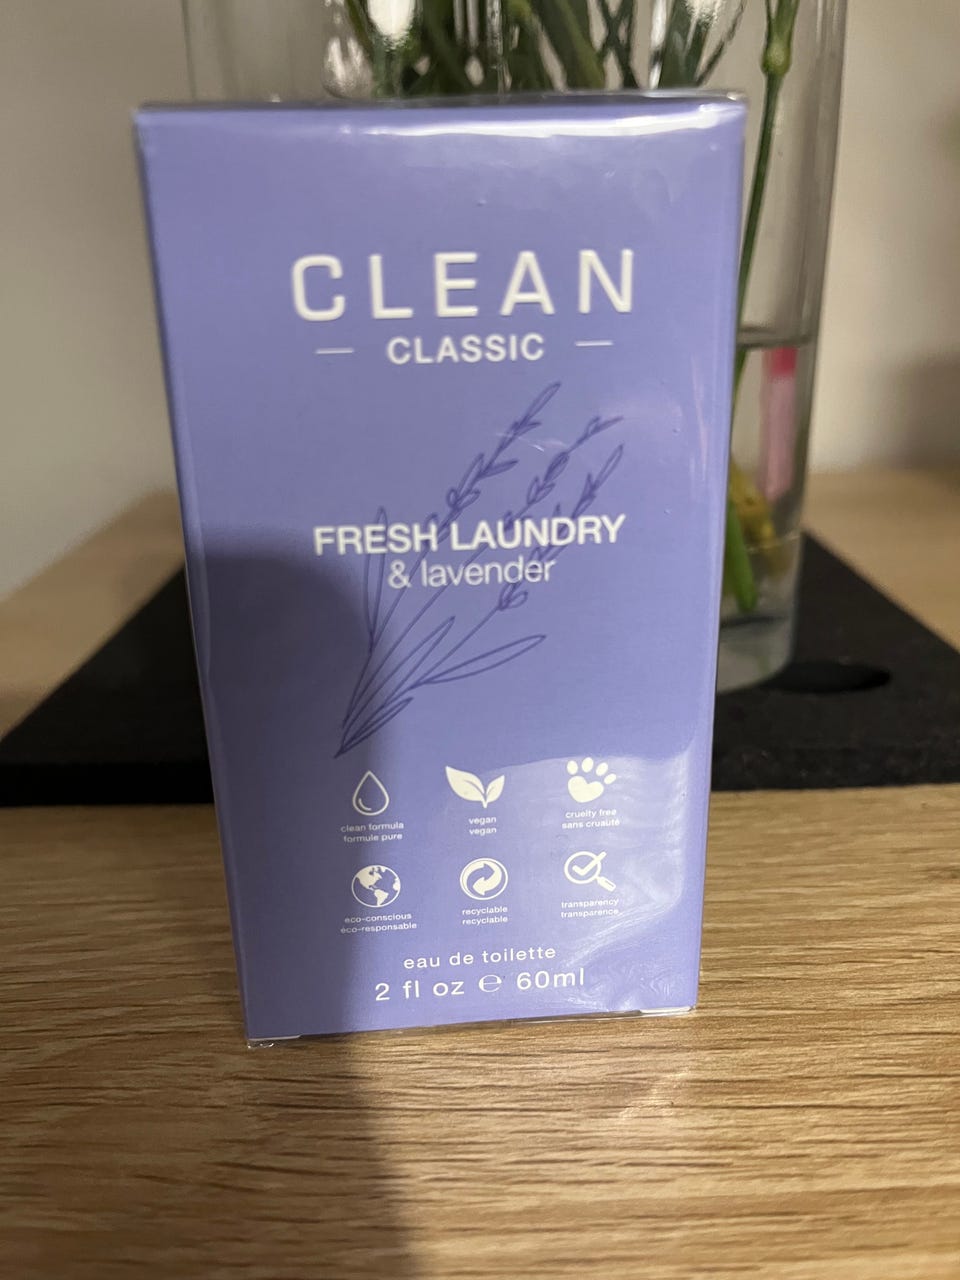 CLEAN
CLASSIC
FRESH LAUNDRY
& lavender
clean formula
formule pure
vegan
vegan
cruelty free
sans cruauté
eco-conscious
éco-responsable
recyclable
recyclable
transparency
transparence
eau de toilette
2 fl oz ℮ 60ml